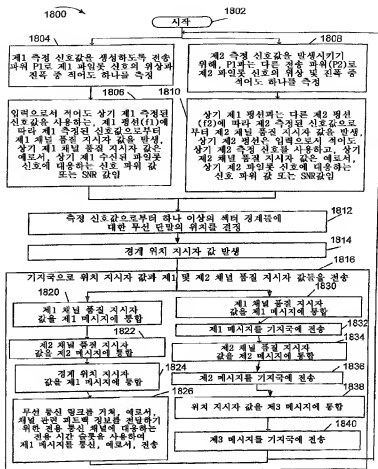 1800
시작
1802
1804
제1 측정 신호값을 생성하도록 전송
파워 P1로 제1 파일롯 신호의 위상과
진폭 중 적어도 하나를 측정
1808
제2 측정 신호값을 발생시키기
위해, P1과는 다른 전송 파워(P2)로
제2 파일롯 신호의 위상 및 진폭 중
적어도 하나를 측정
1806
입력으로서 적어도 상기 제1 측정된
신호값을 사용하는, 제1 펑션(f1)에
따라 제1 측정된 신호값으로부터
제1 채널 품질 지시자 값을 발생,
상기 제1 채널 품질 지시자 값은
예로서, 상기 제1 수신된 파일롯
신호에 대응하는 신호 파워 값
또는 SNR 값임
1810
상기 제1 펑션과는 다른 제2 펑션
(f2)에 따라 제2 측정된 신호값으로
부터 제2 채널 품질 지시자 값을 발생,
상기 제2 펑션은 입력으로서 적어도
상기 제2 측정 신호값을 사용하고, 상기
제2 채널 품질 지시자 값은 예로서,
상기 제2 파일롯 신호에 대응하는
신호 파워 값 또는 SNR 값임
1812
측정 신호값으로부터 하나 이상의 섹터 경계들에
대한 무선 단말의 위치를 결정
1814
경계 위치 지시자 값 발생
1816
기지국으로 위치 지시자 값과 제1 및 제2 채널 품질 지시자 값들을 전송
1820
제1 채널 품질 지시자
값을 제1 메시지에 통합
1822
제2 채널 품질 지시자
값을 제2 메시지에 통합
1824
경계 위치 지시자
값을 메시지에 통합
1826
무선 통신 링크를 거쳐, 예로서,
채널 관련 피드백 정보를 전달하기
위한 전용 통신 채널에 대응하는
전용 시간 슬롯을 사용하여
제1 메시지를 통신, 예로서, 전송
1830
제1 채널 품질 지시자
값을 제1 메시지에 통합
1832
제1 메시지를 기지국에 전송
1834
제2 채널 품질 지시자
값을 제2 메시지에 통합
1836
제2 메시지를 기지국에 전송
1838
위치 지시자 값을 제3 메시지에 통합
1840
제3 메시지를 기지국에 전송